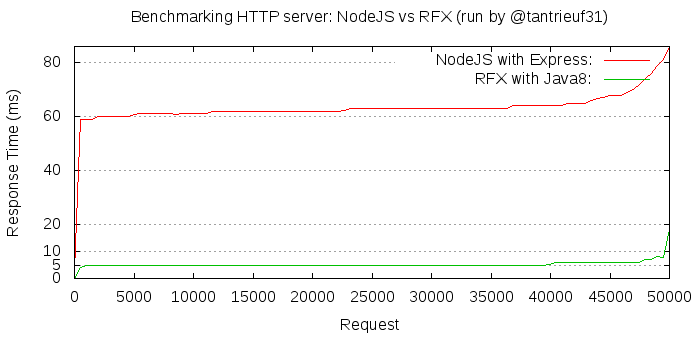 Benchmarking HTTP server: NodeJS vs RFX (run by @tantrieuf31)
NodeJS with Express:
RFX with Java8:
Response Time (ms)
80
60
40
20
10
5
0
0 5000 10000 15000 20000 25000 30000 35000 40000 45000 50000
Request